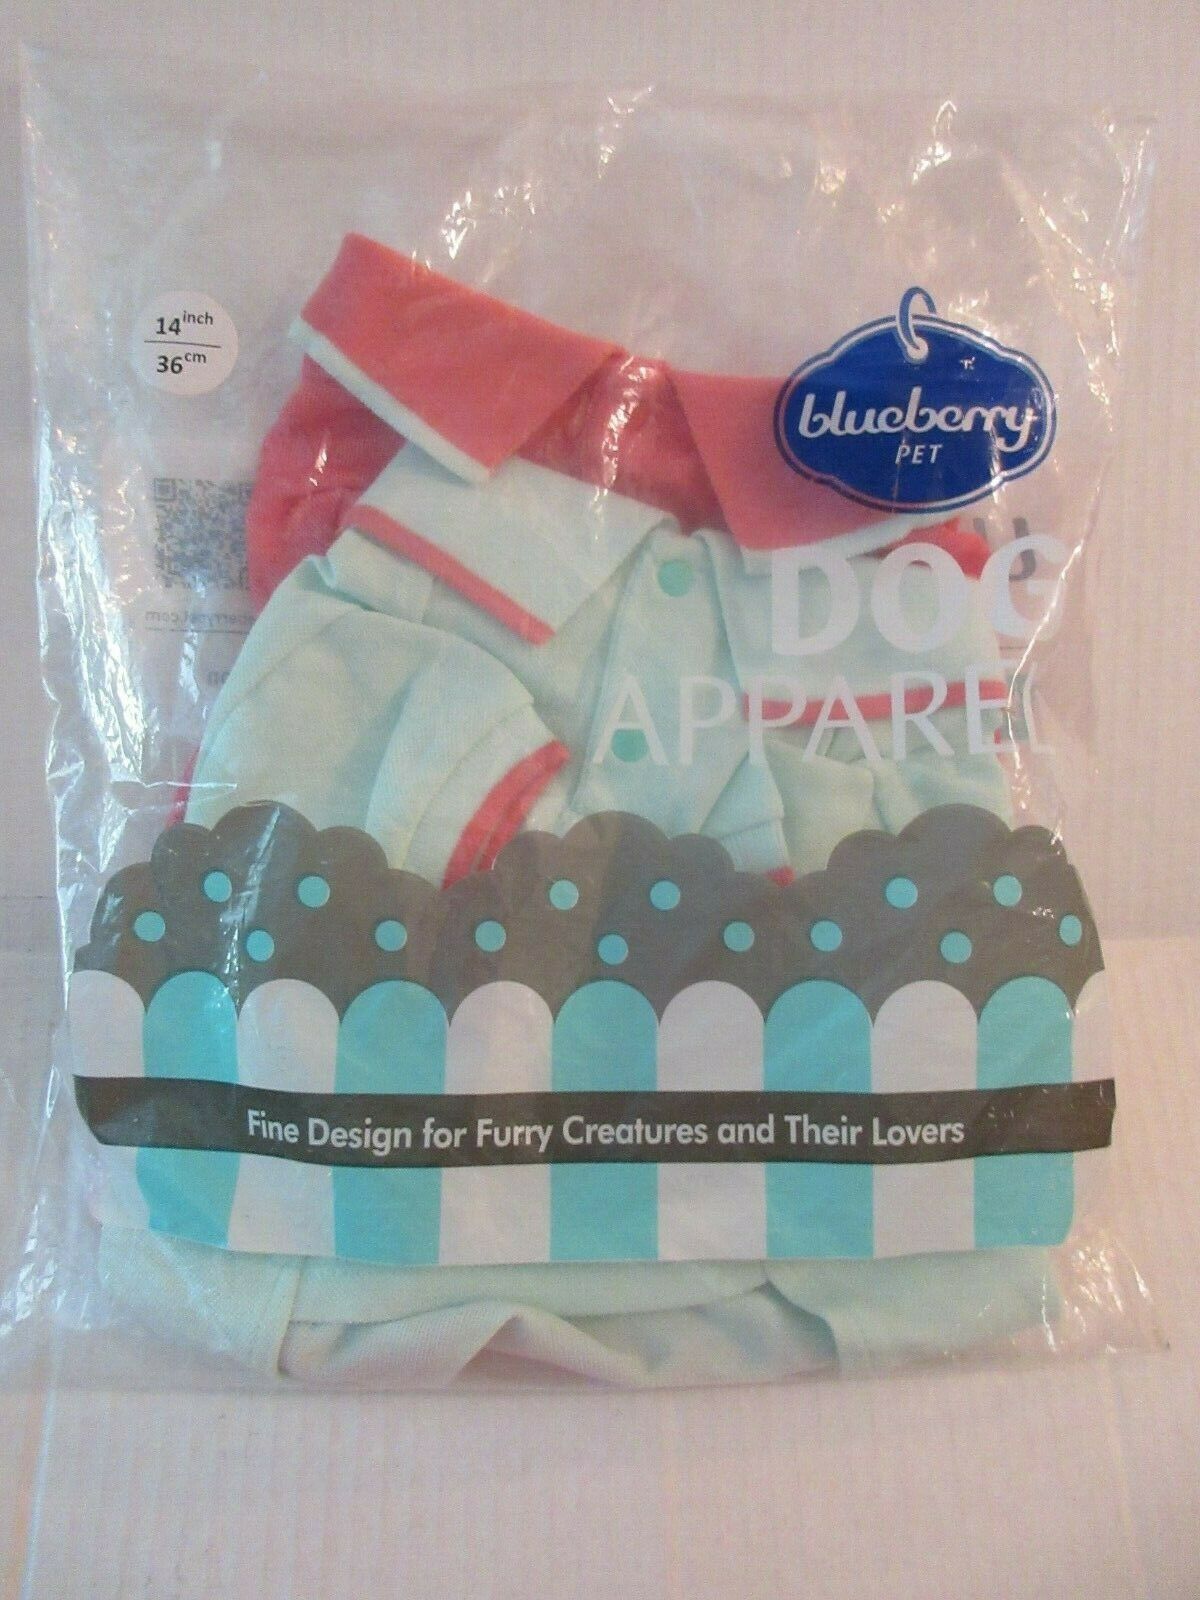 14 inch
36 cm
blueberry
PET
DOG
APPAREL
Fine Design for Furry Creatures and Their Lovers